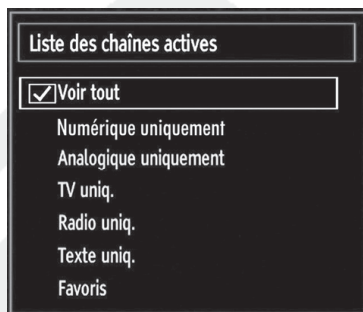 Liste des chaînes actives
Voir tout
Numérique uniquement
Analogique uniquement
TV uniq.
Radio uniq.
Texte uniq.
Favoris